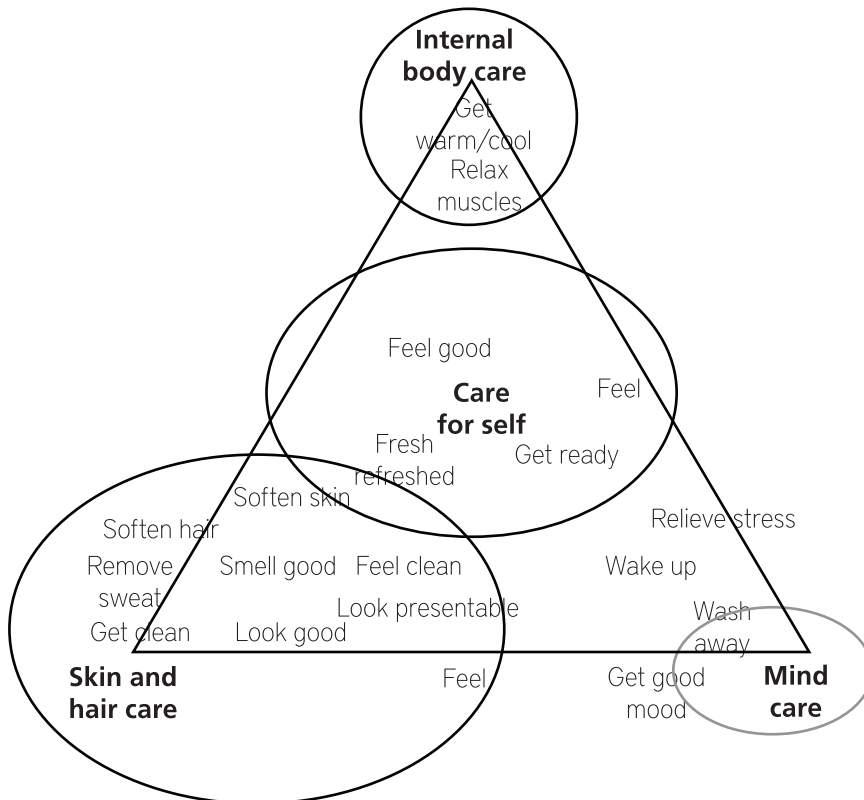 Internal
body care
Get
warm/cool
Relax
muscles
Feel good
Care
for self
Feel
Fresh
refreshed
Get ready
Soften skin
Soften hair
Relieve stress
Remove
sweat
Smell good
Feel clean
Wake up
Look presentable
Wash
away
Get clean
Look good
Skin and
hair care
Feel
Get good
mood
Mind
care